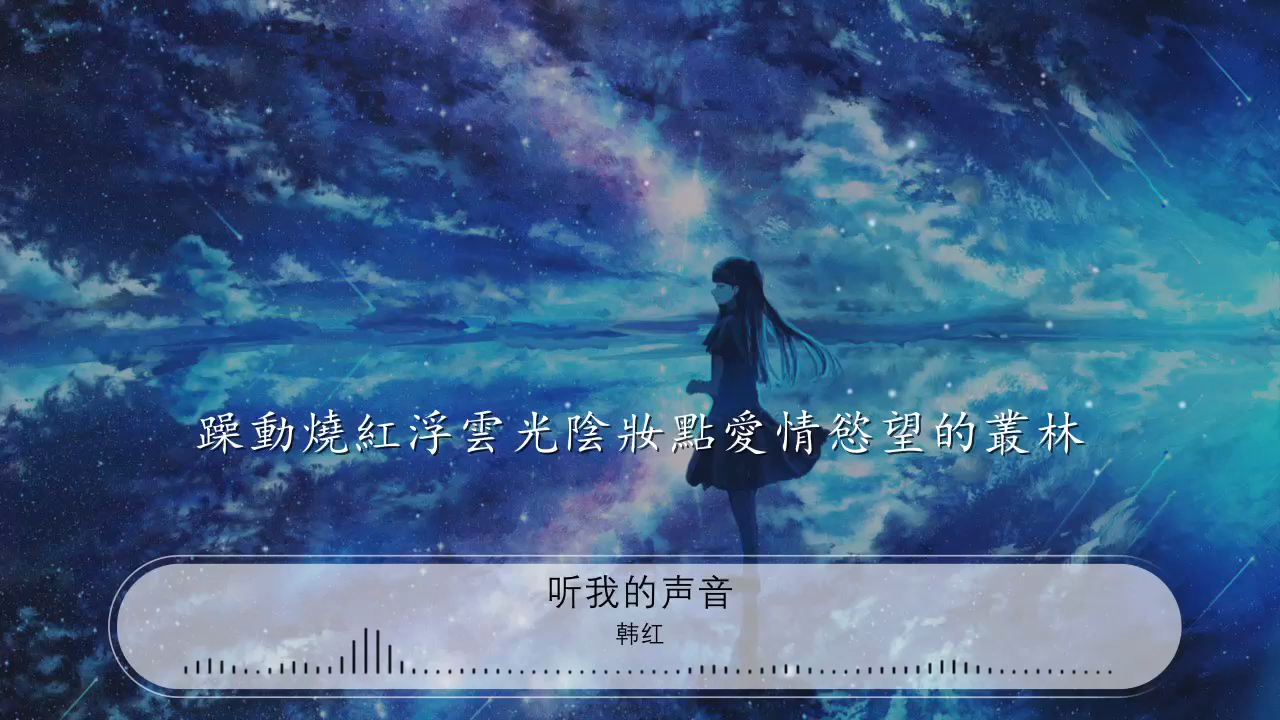 躁動燒紅浮雲光陰妝點愛情慾望的叢林
听我的声音
韩红